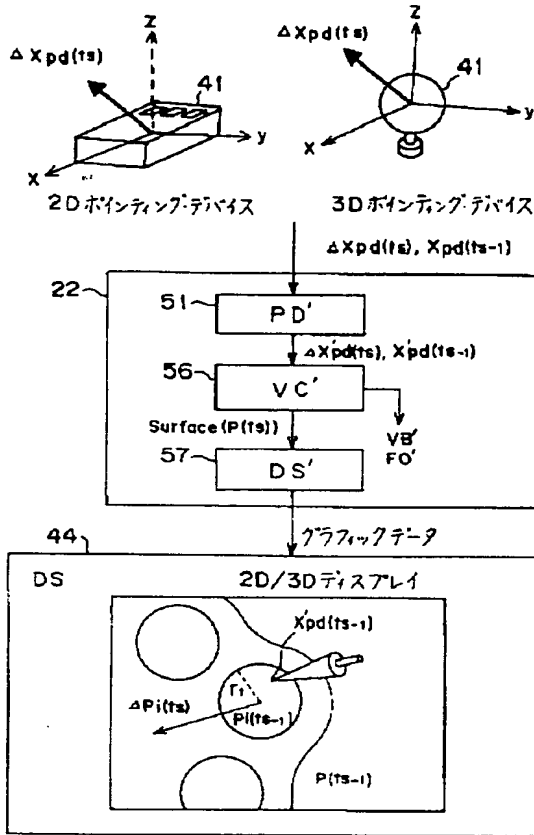 Z
ΔXpd(ts)
41
y
X
2Dポインティング・デバイス
Z
ΔXpd(ts)
41
y
X
3Dポインティング・デバイス
ΔXpd(ts), Xpd(ts-1)
22
51
PD'
ΔX'pd(ts), X'pd(ts-1)
56
VC'
Surface(P(ts))
VB'
FO'
57
DS'
グラフィックデータ
44
DS
2D/3Dディスプレイ
X'pd(ts-1)
ΔPi(ts)
r1
Pi(ts-1)
P(ts-1)